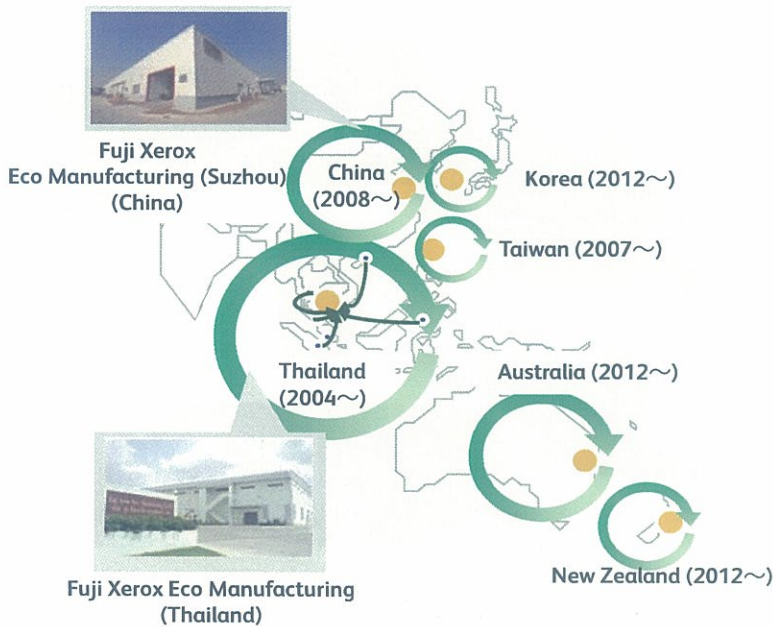 Fuji Xerox
Eco Manufacturing (Suzhou)
(China)
China
(2008～)
Korea (2012～)
Taiwan (2007～)
Thailand
(2004～)
Australia (2012～)
New Zealand (2012～)
Fuji Xerox Eco Manufacturing
(Thailand)